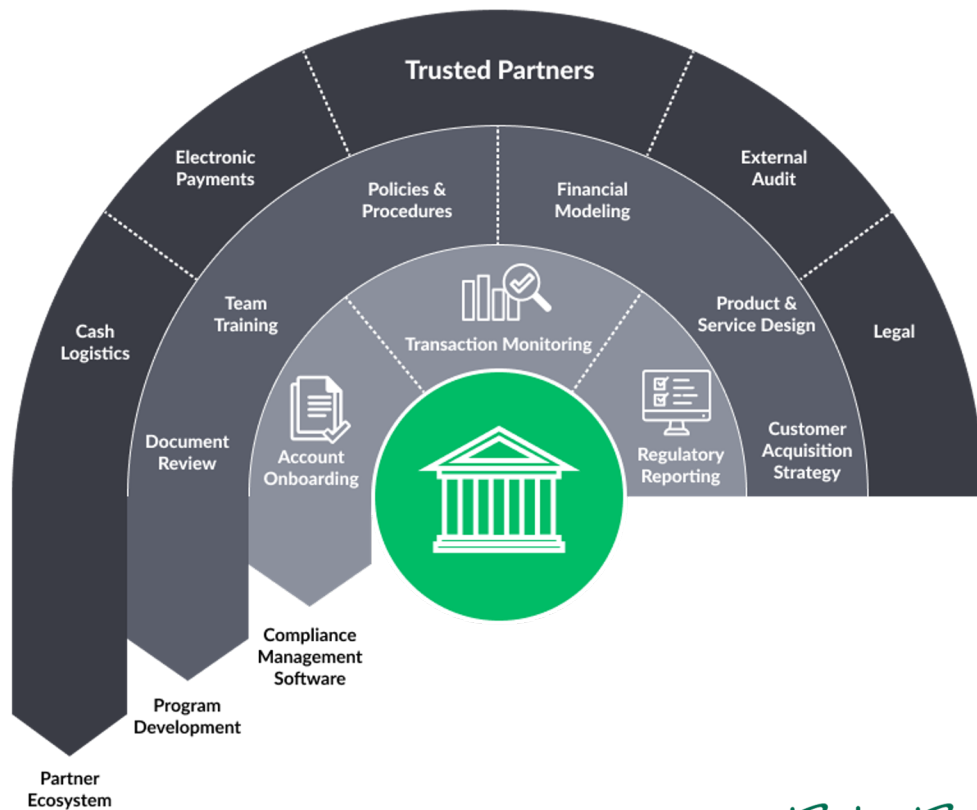 Trusted Partners
Electronic
Payments
External
Audit
Policies &
Procedures
Financial
Modeling
Team
Training
Product &
Service Design
Cash
Logistics
Transaction Monitoring
Legal
Document
Review
Account
Onboarding
Regulatory
Reporting
Customer
Acquisition
Strategy
Compliance
Management
Software
Program
Development
Partner
Ecosystem